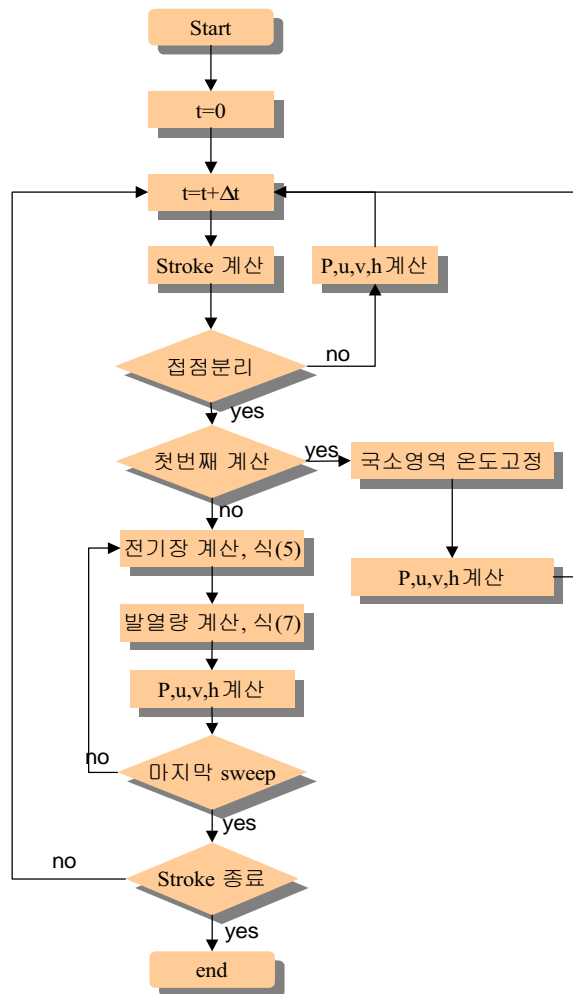 Start
t=0
t=t+Δt
Stroke 계산
P,u,v,h 계산
접점분리
no
yes
첫번째 계산
yes
국소영역 온도고정
no
전기장 계산, 식(5)
P,u,v,h 계산
발열량 계산, 식(7)
P,u,v,h 계산
no
마지막 sweep
yes
no
Stroke 종료
yes
end